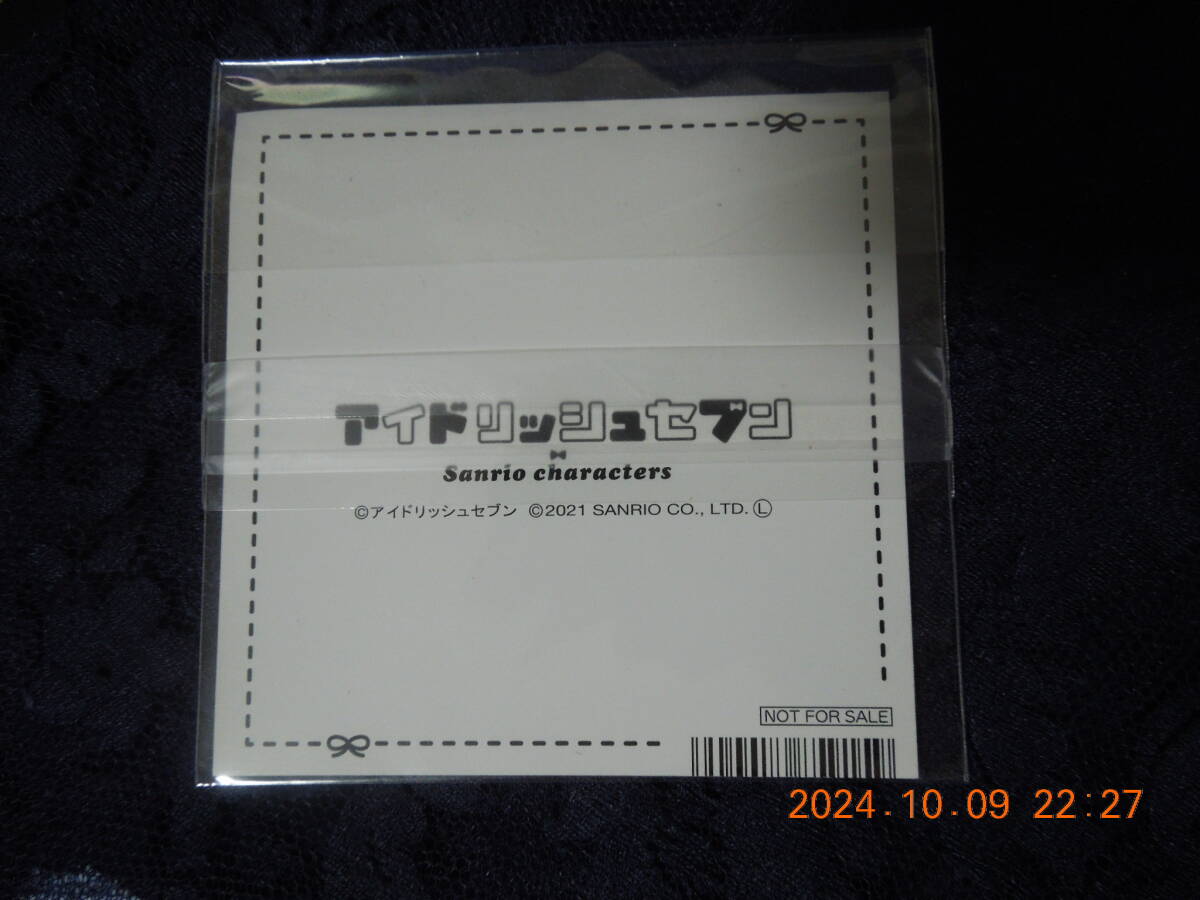 アイドリッシュセブン
Sanrio characters
©アイドリッシュセブン ©2021 SANRIO CO., LTD. Ⓛ
NOT FOR SALE
2024.10.09 22:27